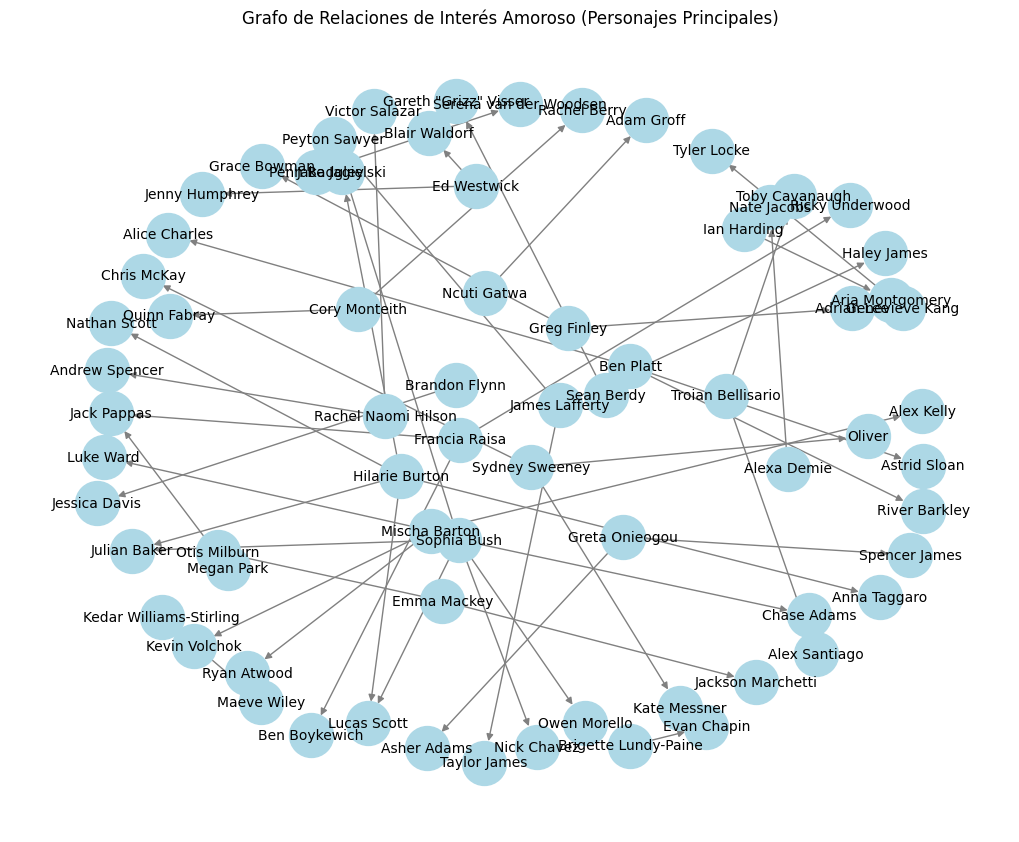 Grafo de Relaciones de Interés Amoroso (Personajes Principales)
Gareth "Grizz" Visser
Serena van der Woodsen
Victor Salazar
Rachel Berry
Adam Groff
Blair Waldorf
Peyton Sawyer
Tyler Locke
Grace Bowman
Penn Badgley
Jake Jagielski
Ed Westwick
Jenny Humphrey
Toby Cavanaugh
Nate Jacobs
Ricky Underwood
Ian Harding
Alice Charles
Haley James
Chris McKay
Ncuti Gatwa
Aria Montgomery
Cory Monteith
Adrian Lee
Genevieve Kang
Quinn Fabray
Nathan Scott
Greg Finley
Ben Platt
Andrew Spencer
Brandon Flynn
Sean Berdy
Troian Bellisario
James Lafferty
Jack Pappas
Rachel Naomi Hilson
Alex Kelly
Francia Raisa
Oliver
Luke Ward
Sydney Sweeney
Alexa Demie
Astrid Sloan
Hilarie Burton
Jessica Davis
River Barkley
Mischa Barton
Sophia Bush
Greta Onieogou
Julian Baker
Otis Milburn
Spencer James
Megan Park
Emma Mackey
Anna Taggaro
Kedar Williams-Stirling
Chase Adams
Kevin Volchok
Alex Santiago
Ryan Atwood
Jackson Marchetti
Maeve Wiley
Kate Messner
Lucas Scott
Owen Morello
Evan Chapin
Ben Boykewich
Asher Adams
Nick Chavez
Brigette Lundy-Paine
Taylor James